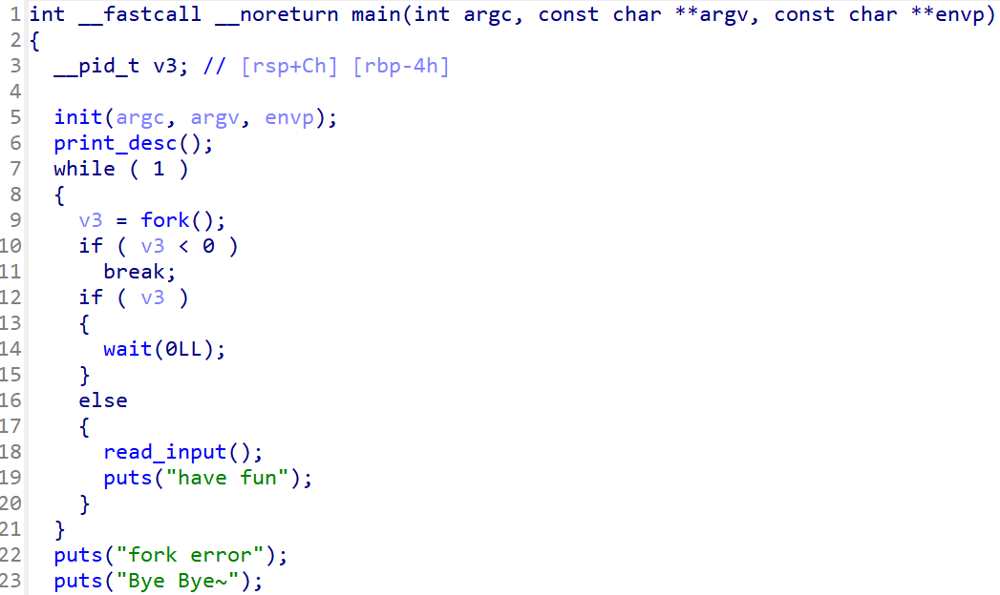 1 int __fastcall __noreturn main(int argc, const char **argv, const char **envp)
2 {
3   __pid_t v3; // [rsp+Ch] [rbp-4h]
4
5   init(argc, argv, envp);
6   print_desc();
7   while ( 1 )
8   {
9     v3 = fork();
10     if ( v3 < 0 )
11       break;
12     if ( v3 )
13     {
14       wait(0LL);
15     }
16     else
17     {
18       read_input();
19       puts("have fun");
20     }
21   }
22   puts("fork error");
23   puts("Bye Bye~");